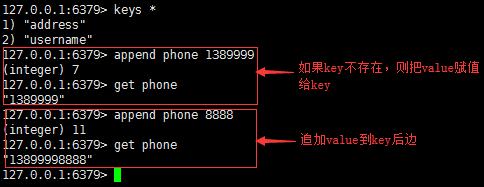 127.0.0.1:6379> keys *
1) "address"
2) "username"
127.0.0.1:6379> append phone 1389999
(integer) 7
127.0.0.1:6379> get phone
"1389999"
如果key不存在，则把value赋值
给key
127.0.0.1:6379> append phone 8888
(integer) 11
127.0.0.1:6379> get phone
"13899998888"
追加value到key后边
127.0.0.1:6379>